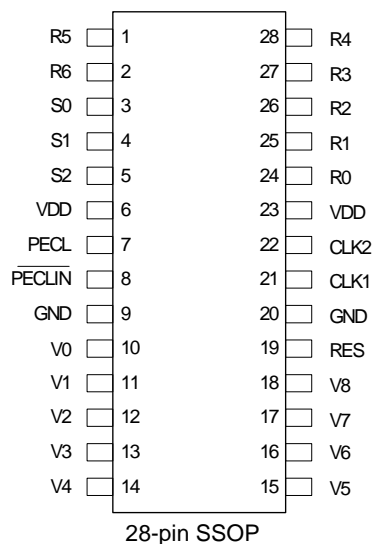 R5 1 28 R4
R6 2 27 R3
S0 3 26 R2
S1 4 25 R1
S2 5 24 R0
VDD 6 23 VDD
PECL 7 22 CLK2
PECLIN 8 21 CLK1
GND 9 20 GND
V0 10 19 RES
V1 11 18 V8
V2 12 17 V7
V3 13 16 V6
V4 14 15 V5
28-pin SSOP